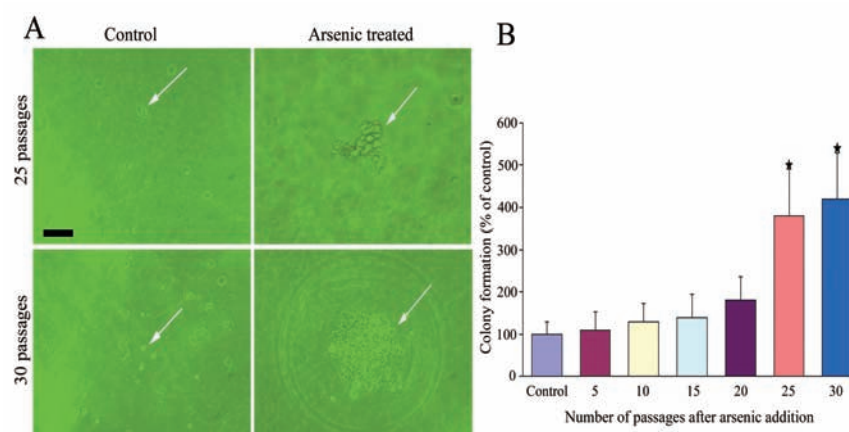 A
Control
Arsenic treated
25 passages
30 passages
B
Colony formation (% of control)
600
500
400
300
200
100
0
Control 5 10 15 20 25 30
Number of passages after arsenic addition